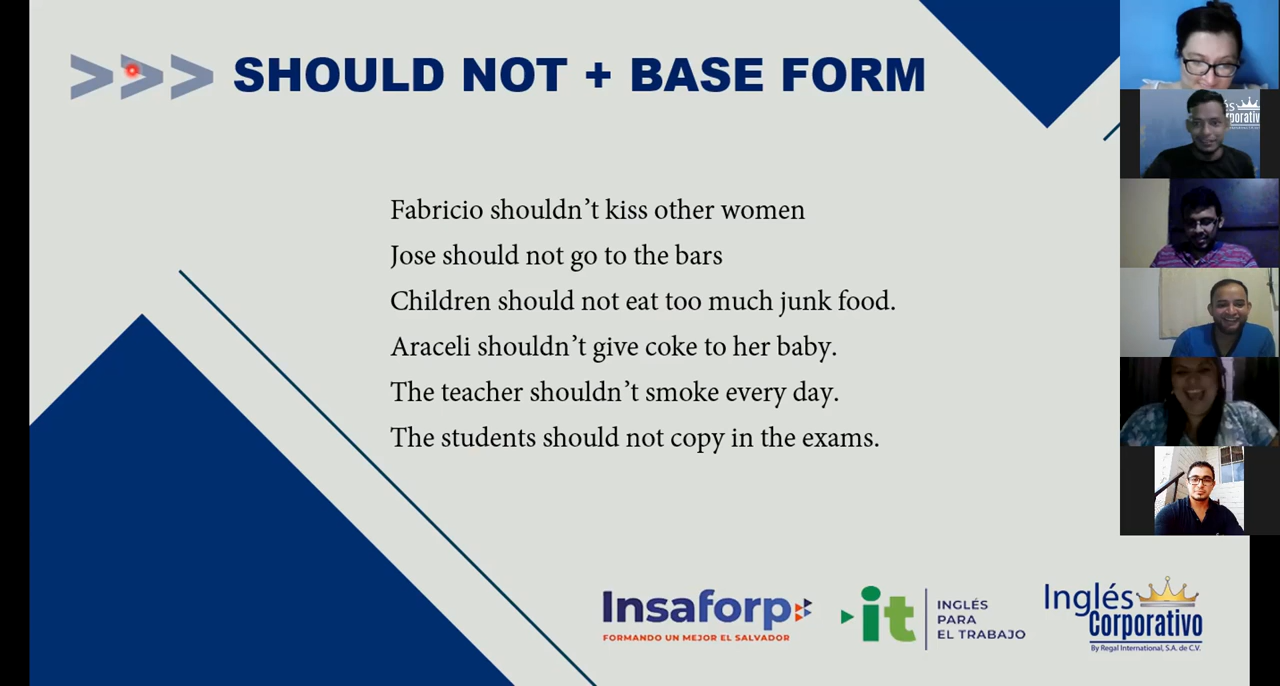 >>> SHOULD NOT + BASE FORM
Fabricio shouldn't kiss other women
Jose should not go to the bars
Children should not eat too much junk food.
Araceli shouldn't give coke to her baby.
The teacher shouldn't smoke every day.
The students should not copy in the exams.
Insaforp
FORMANDO UN MEJOR EL SALVADOR
it
INGLÉS
PARA
EL TRABAJO
Inglés
Corporativo
By Regal International, S.A. de C.V.
és
orporativo